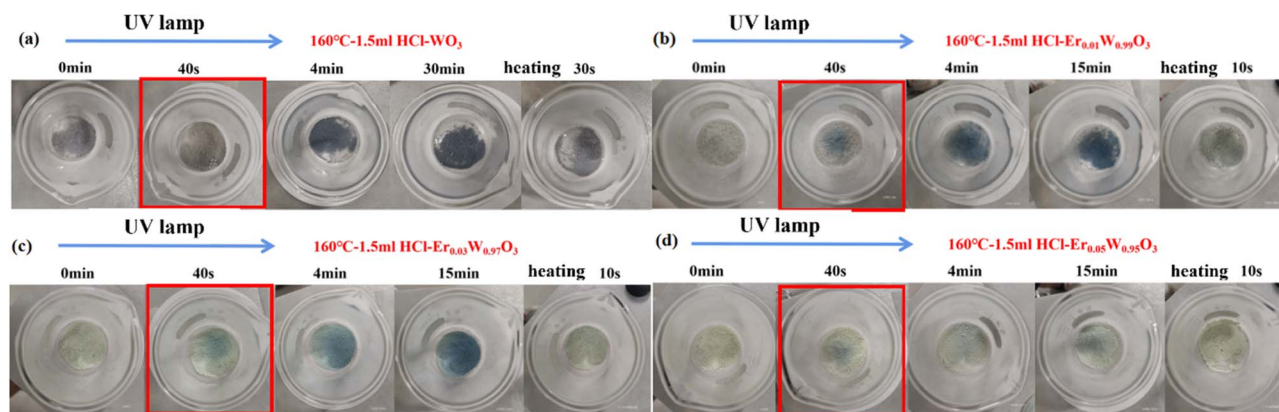 (a) UV lamp 160℃-1.5ml HCl-WO₃
0min 40s 4min 30min heating 30s
(b) UV lamp 160℃-1.5ml HCl-Er₀.₀₁W₀.₉₉O₃
0min 40s 4min 15min heating 10s
(c) UV lamp 160℃-1.5ml HCl-Er₀.₀₃W₀.₉₇O₃
0min 40s 4min 15min heating 10s
(d) UV lamp 160℃-1.5ml HCl-Er₀.₀₅W₀.₉₅O₃
0min 40s 4min 15min heating 10s